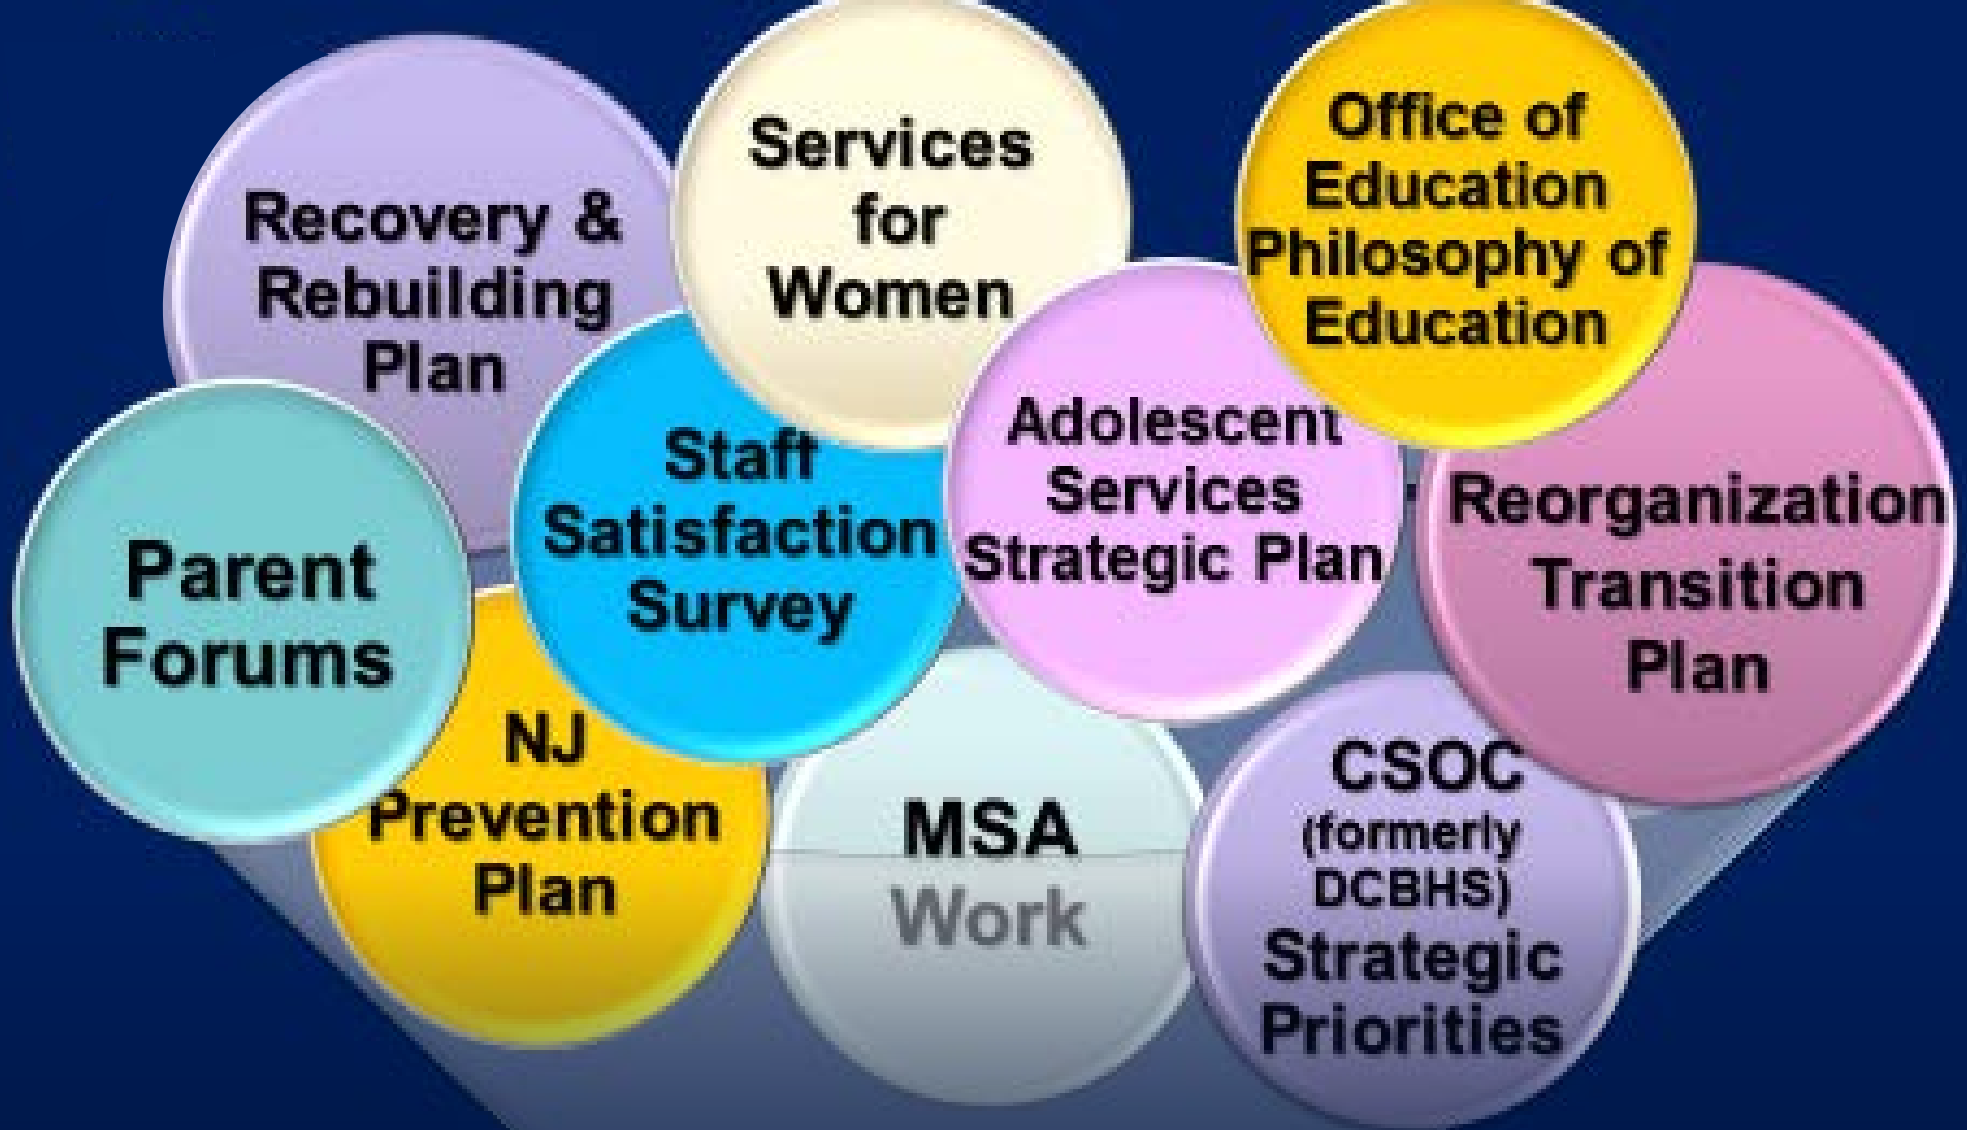 Recovery &
Rebuilding
Plan
Services
for
Women
Office of
Education
Philosophy of
Education
Parent
Forums
Staff
Satisfaction
Survey
Adolescent
Services
Strategic Plan
Reorganization
Transition
Plan
NJ
Prevention
Plan
MSA
Work
CSOC
(formerly
DCBHS)
Strategic
Priorities